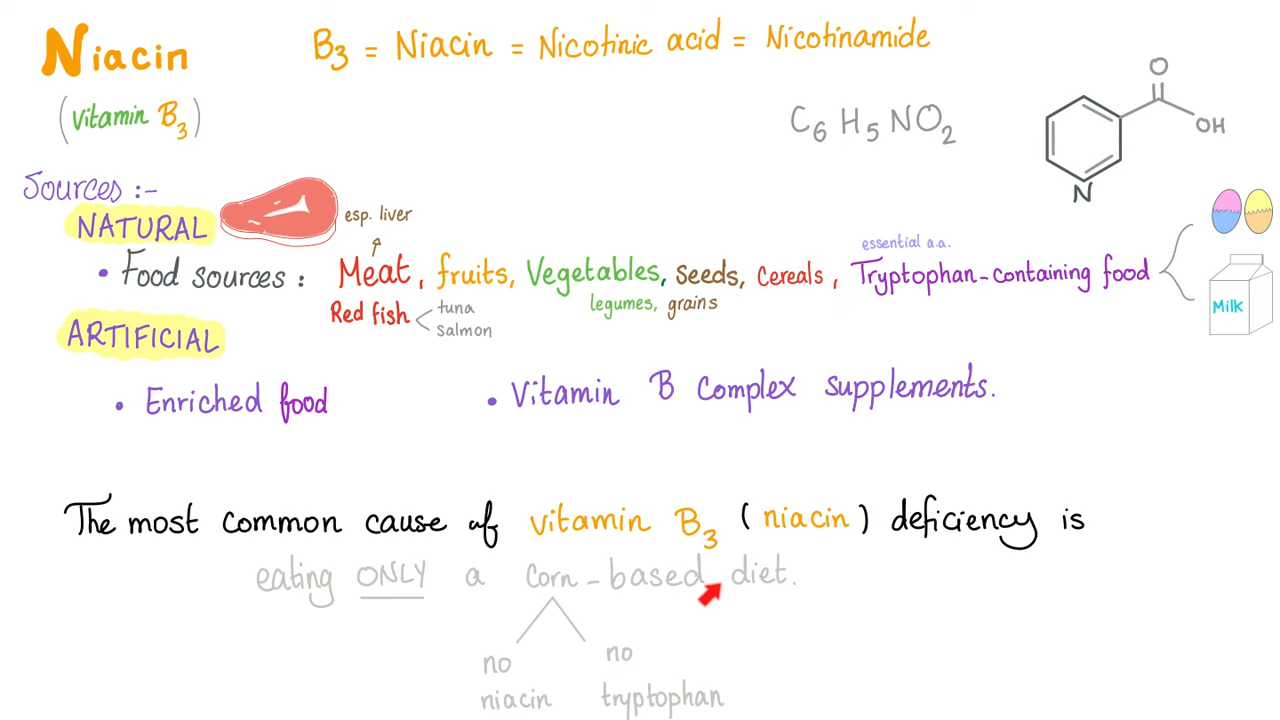 Niacin
B3 = Niacin = Nicotinic acid = Nicotinamide
(vitamin B3)
C6 H5 NO2
O
OH
N
Sources :-
NATURAL
esp. liver
essential a.a.
• Food sources : Meat, fruits, Vegetables, seeds, Cereals, Tryptophan-containing food
Red fish
tuna
salmon
legumes, grains
Milk
ARTIFICIAL
• Enriched food
• Vitamin B Complex supplements.
The most common cause of vitamin B3 (niacin) deficiency is
eating ONLY a corn-based diet.
no niacin
no tryptophan